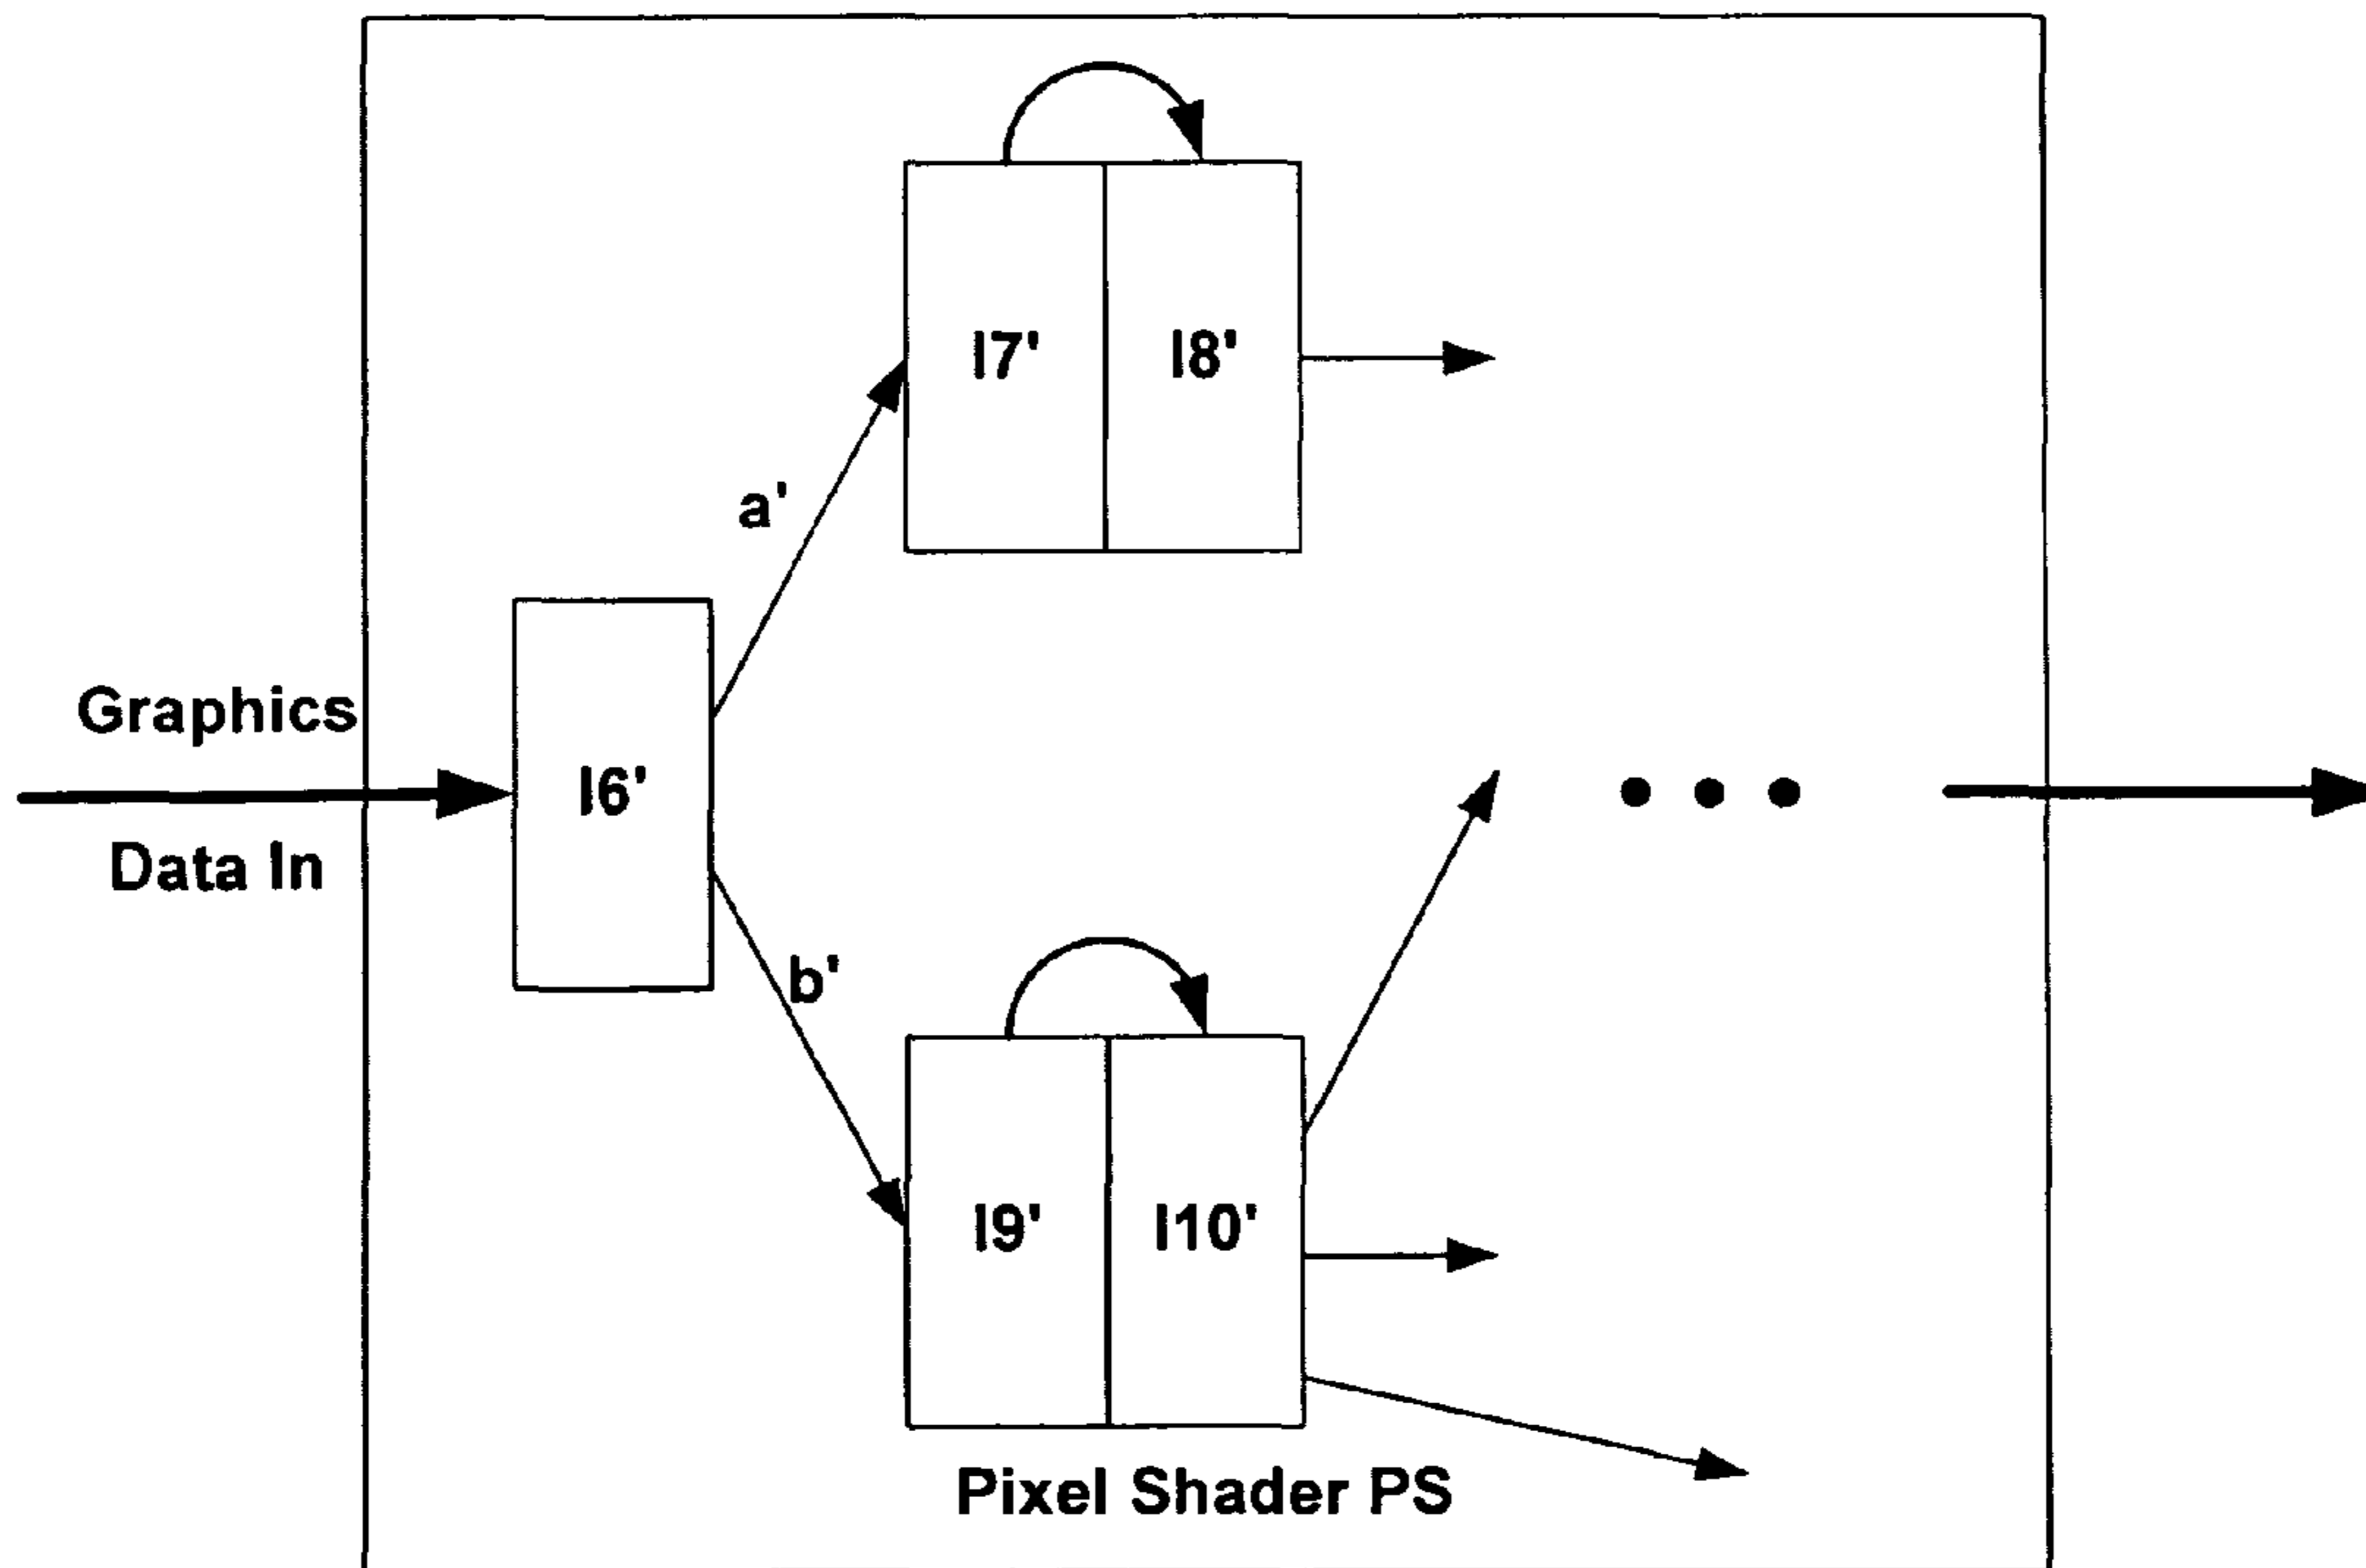 I7'
I8'
a'
Graphics
I6'
Data In
b'
I9'
I10'
Pixel Shader PS